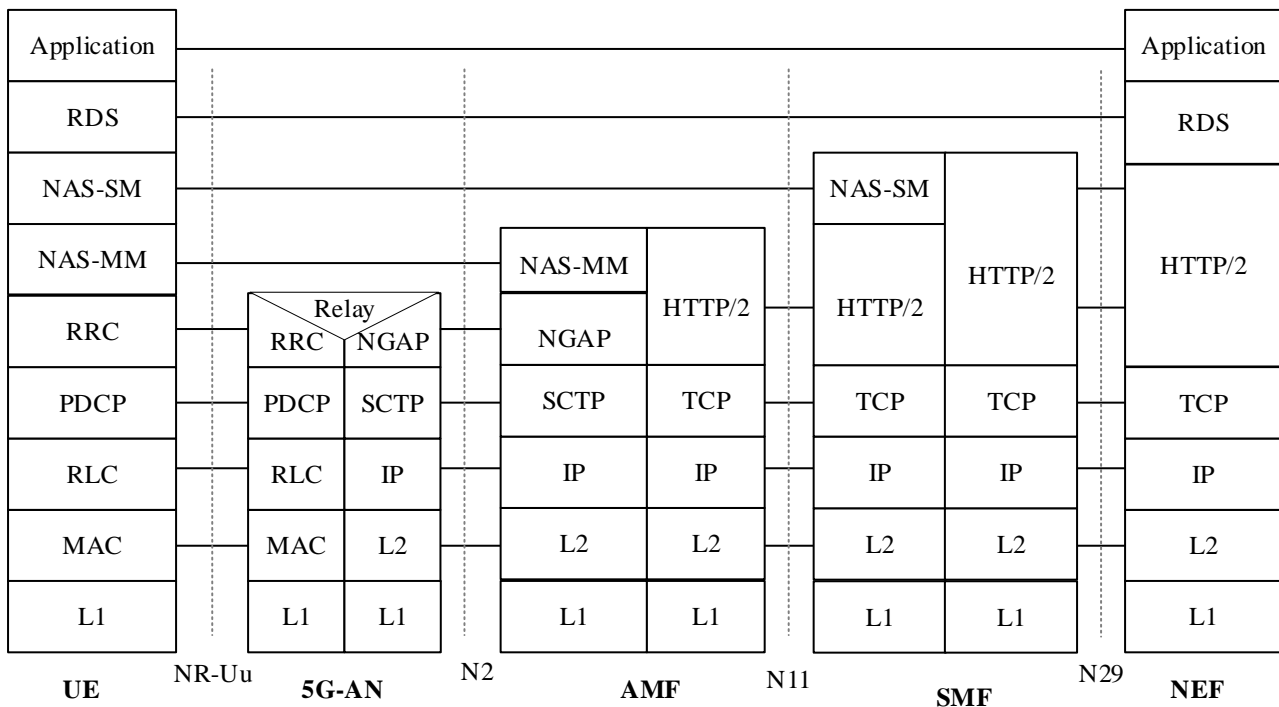 Application
Application
RDS
RDS
NAS-SM
NAS-SM
NAS-MM
NAS-MM
HTTP/2
HTTP/2
Relay
RRC
RRC
NGAP
NGAP
HTTP/2
HTTP/2
PDCP
PDCP
SCTP
SCTP
TCP
TCP
TCP
TCP
RLC
RLC
IP
IP
IP
IP
IP
IP
MAC
MAC
L2
L2
L2
L2
L2
L2
L1
L1
L1
L1
L1
L1
L1
L1
NR-Uu
N2
N11
N29
UE
5G-AN
AMF
SMF
NEF